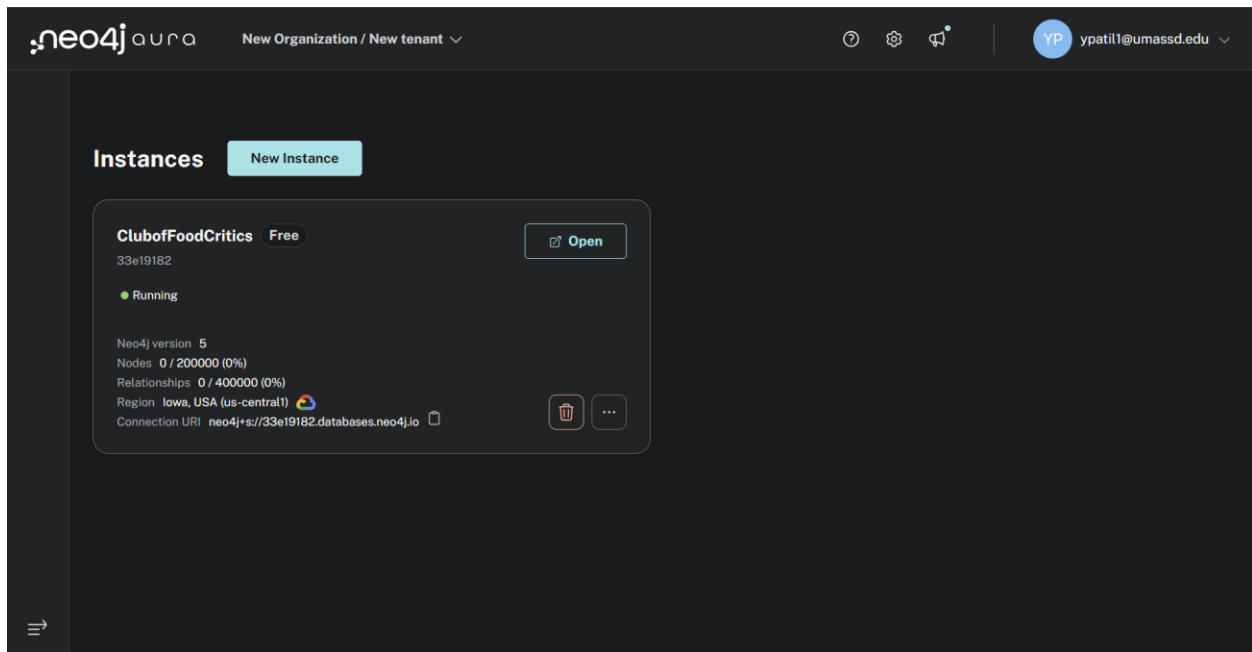 neo4j aura
New Organization / New tenant
YP
ypatil1@umassd.edu
Instances
New Instance
ClubofFoodCritics Free
Open
33e19182
Running
Neo4j version 5
Nodes 0 / 200000 (0%)
Relationships 0 / 400000 (0%)
Region Iowa, USA (us-central1)
Connection URI neo4j+s://33e19182.databases.neo4j.io